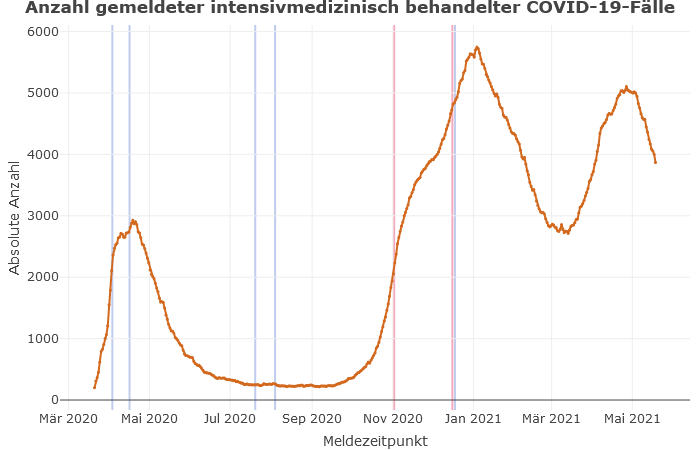 Anzahl gemeldeter intensivmedizinisch behandelter COVID-19-Fälle
6000
5000
4000
3000
2000
1000
0
Absolute Anzahl
Mär 2020 Mai 2020 Jul 2020 Sep 2020 Nov 2020 Jan 2021 Mär 2021 Mai 2021
Meldezeitpunkt